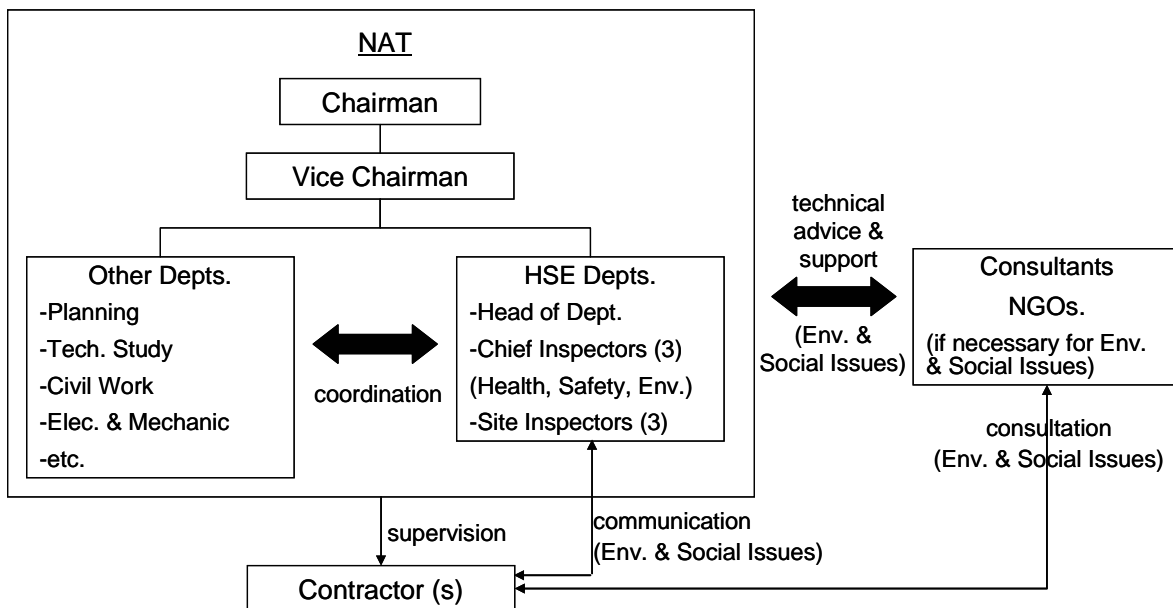 NAT
Chairman
Vice Chairman
Other Depts.
-Planning
-Tech. Study
-Civil Work
-Elec. & Mechanic
-etc.
coordination
HSE Depts.
-Head of Dept.
-Chief Inspectors (3)
(Health, Safety, Env.)
-Site Inspectors (3)
technical
advice &
support
(Env. &
Social Issues)
Consultants
NGOs.
(if necessary for Env.
& Social Issues)
consultation
(Env. & Social Issues)
supervision
communication
(Env. & Social Issues)
Contractor (s)